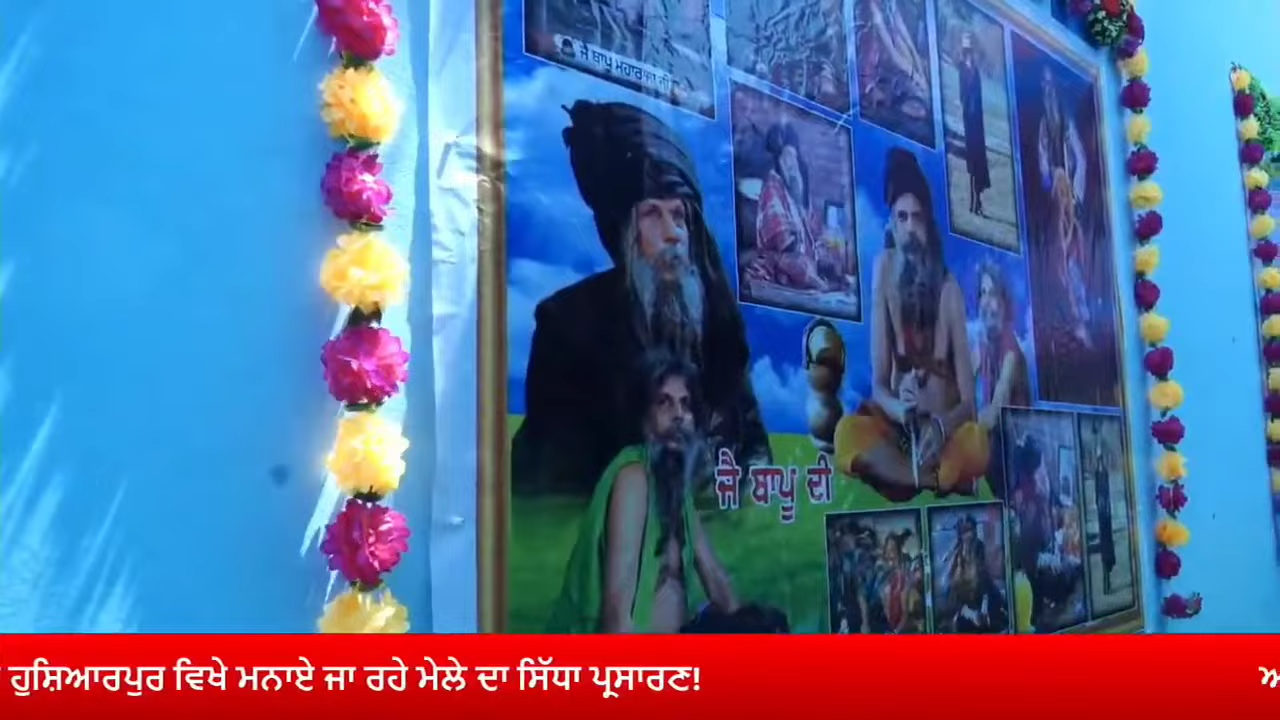 ਜੈ ਬਾਪੂ ਮਹਾਰਾਜ ਜੀ
ਜੈ ਬਾਪੂ ਦੀ
ਹੁਸ਼ਿਆਰਪੁਰ ਵਿਖੇ ਮਨਾਏ ਜਾ ਰਹੇ ਮੇਲੇ ਦਾ ਸਿੱਧਾ ਪ੍ਰਸਾਰਣ!